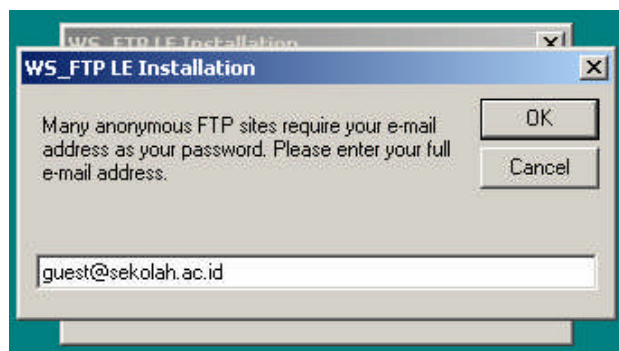 WS_FTP LE Installation
WS_FTP LE Installation
Many anonymous FTP sites require your e-mail
address as your password. Please enter your full
e-mail address.
OK
Cancel
guest@sekolah.ac.id